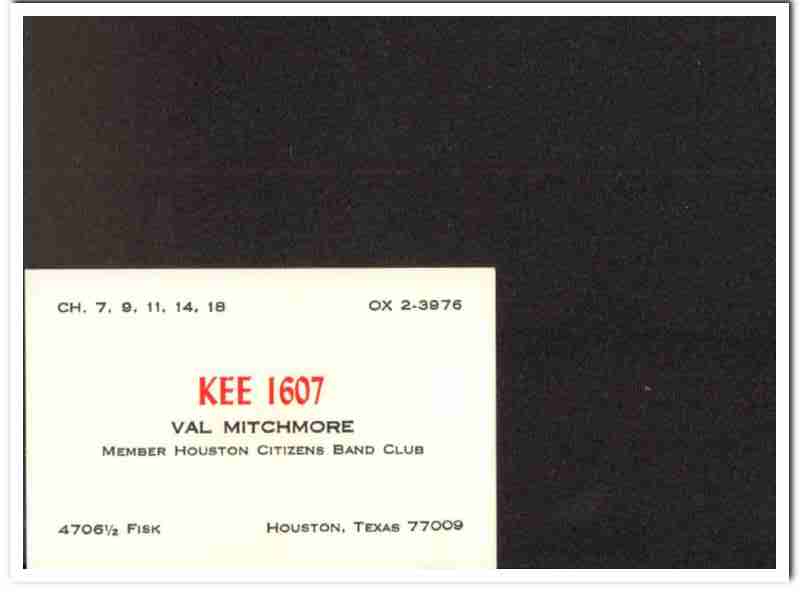 CH. 7, 9, 11, 14, 18 OX 2-3976
KEE 1607
VAL MITCHMORE
MEMBER HOUSTON CITIZENS BAND CLUB
4706½ FISK HOUSTON, TEXAS 77009